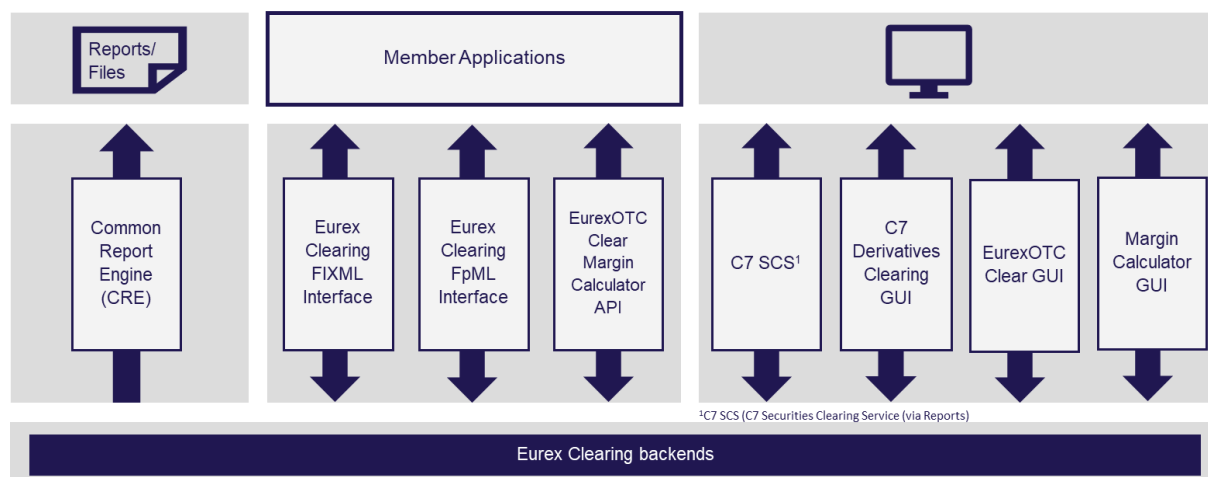 Reports/
Files
Member Applications
Common
Report
Engine
(CRE)
Eurex
Clearing
FIXML
Interface
Eurex
Clearing
FpML
Interface
EurexOTC
Clear
Margin
Calculator
API
C7 SCS¹
C7
Derivatives
Clearing
GUI
EurexOTC
Clear GUI
Margin
Calculator
GUI
¹C7 SCS (C7 Securities Clearing Service (via Reports)
Eurex Clearing backends